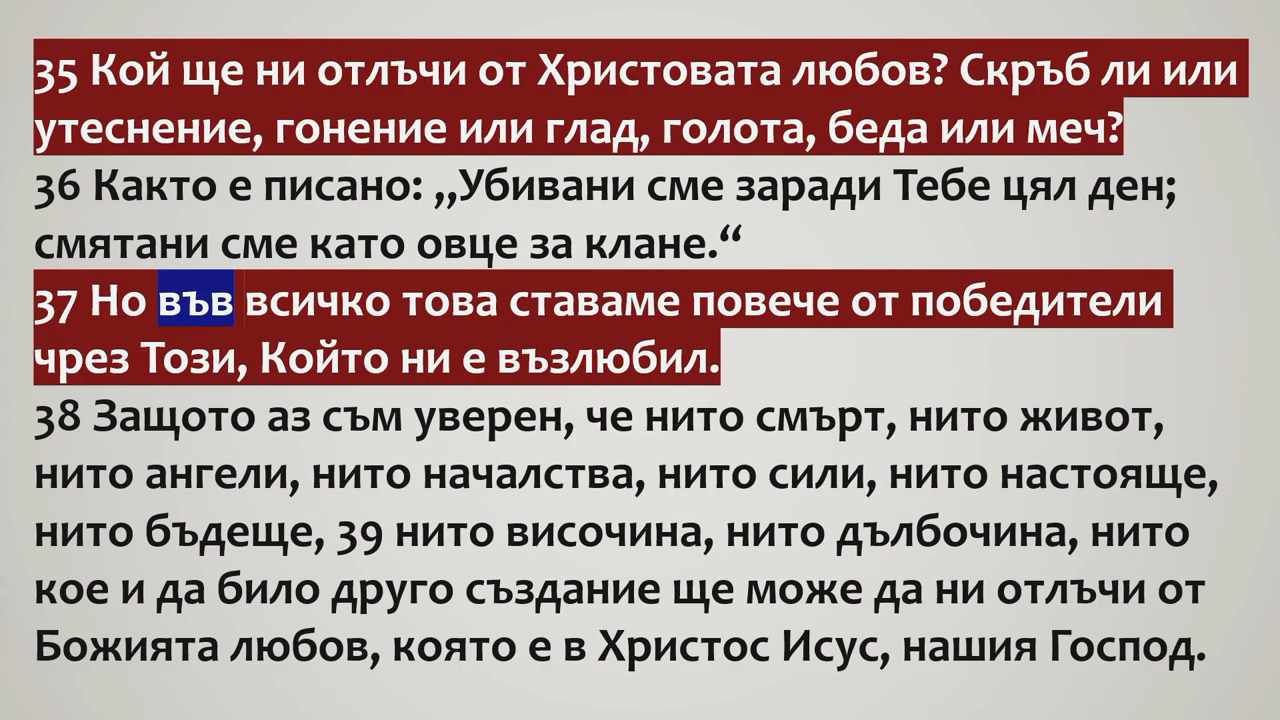 35 Кой ще ни отлъчи от Христовата любов? Скръб ли или
утеснение, гонение или глад, голота, беда или меч?
36 Както е писано: „Убивани сме заради Тебе цял ден;
смятани сме като овце за клане.“
37 Но във всичко това ставаме повече от победители
чрез Този, Който ни е възлюбил.
38 Защото аз съм уверен, че нито смърт, нито живот,
нито ангели, нито началства, нито сили, нито настояще,
нито бъдеще, 39 нито височина, нито дълбочина, нито
кое и да било друго създание ще може да ни отлъчи от
Божията любов, която е в Христос Исус, нашия Господ.